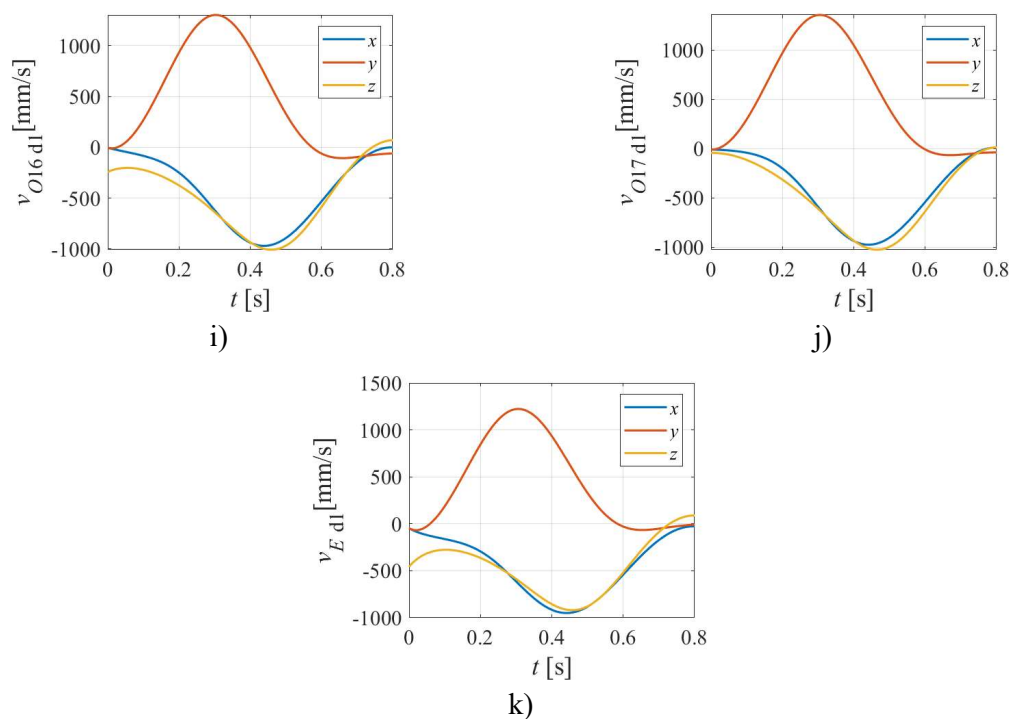 1000
500
0
-500
-1000
v_O16 d1[mm/s]
x
y
z
0 0.2 0.4 0.6 0.8
t [s]
i)
1000
500
0
-500
-1000
v_O17 d1[mm/s]
x
y
z
0 0.2 0.4 0.6 0.8
t [s]
j)
1500
1000
500
0
-500
-1000
v_E d1[mm/s]
x
y
z
0 0.2 0.4 0.6 0.8
t [s]
k)